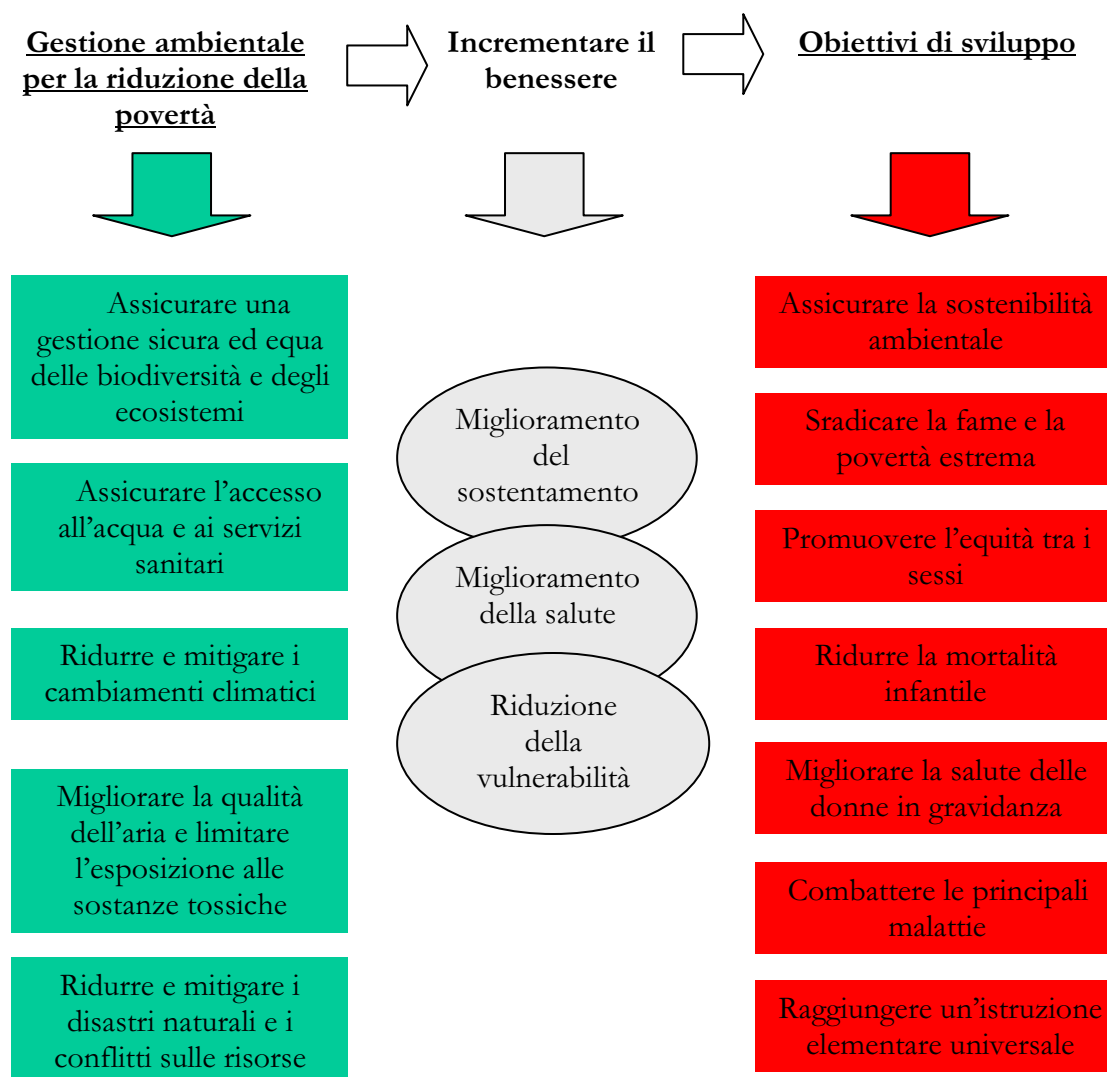 Gestione ambientale
per la riduzione della
povertà
Incrementare il
benessere
Obiettivi di sviluppo
Assicurare una
gestione sicura ed equa
delle biodiversità e degli
ecosistemi
Assicurare l’accesso
all’acqua e ai servizi
sanitari
Ridurre e mitigare i
cambiamenti climatici
Migliorare la qualità
dell’aria e limitare
l’esposizione alle
sostanze tossiche
Ridurre e mitigare i
disastri naturali e i
conflitti sulle risorse
Miglioramento
del
sostentamento
Miglioramento
della salute
Riduzione
della
vulnerabilità
Assicurare la sostenibilità
ambientale
Sradicare la fame e la
povertà estrema
Promuovere l’equità tra i
sessi
Ridurre la mortalità
infantile
Migliorare la salute delle
donne in gravidanza
Combattere le principali
malattie
Raggiungere un’istruzione
elementare universale